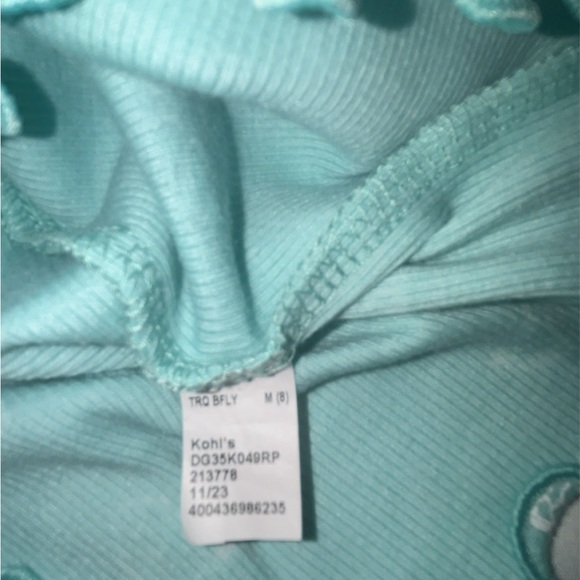 TRQ BFLY M (8)
Kohl's
DG35K049RP
213778
11/23
400436986235